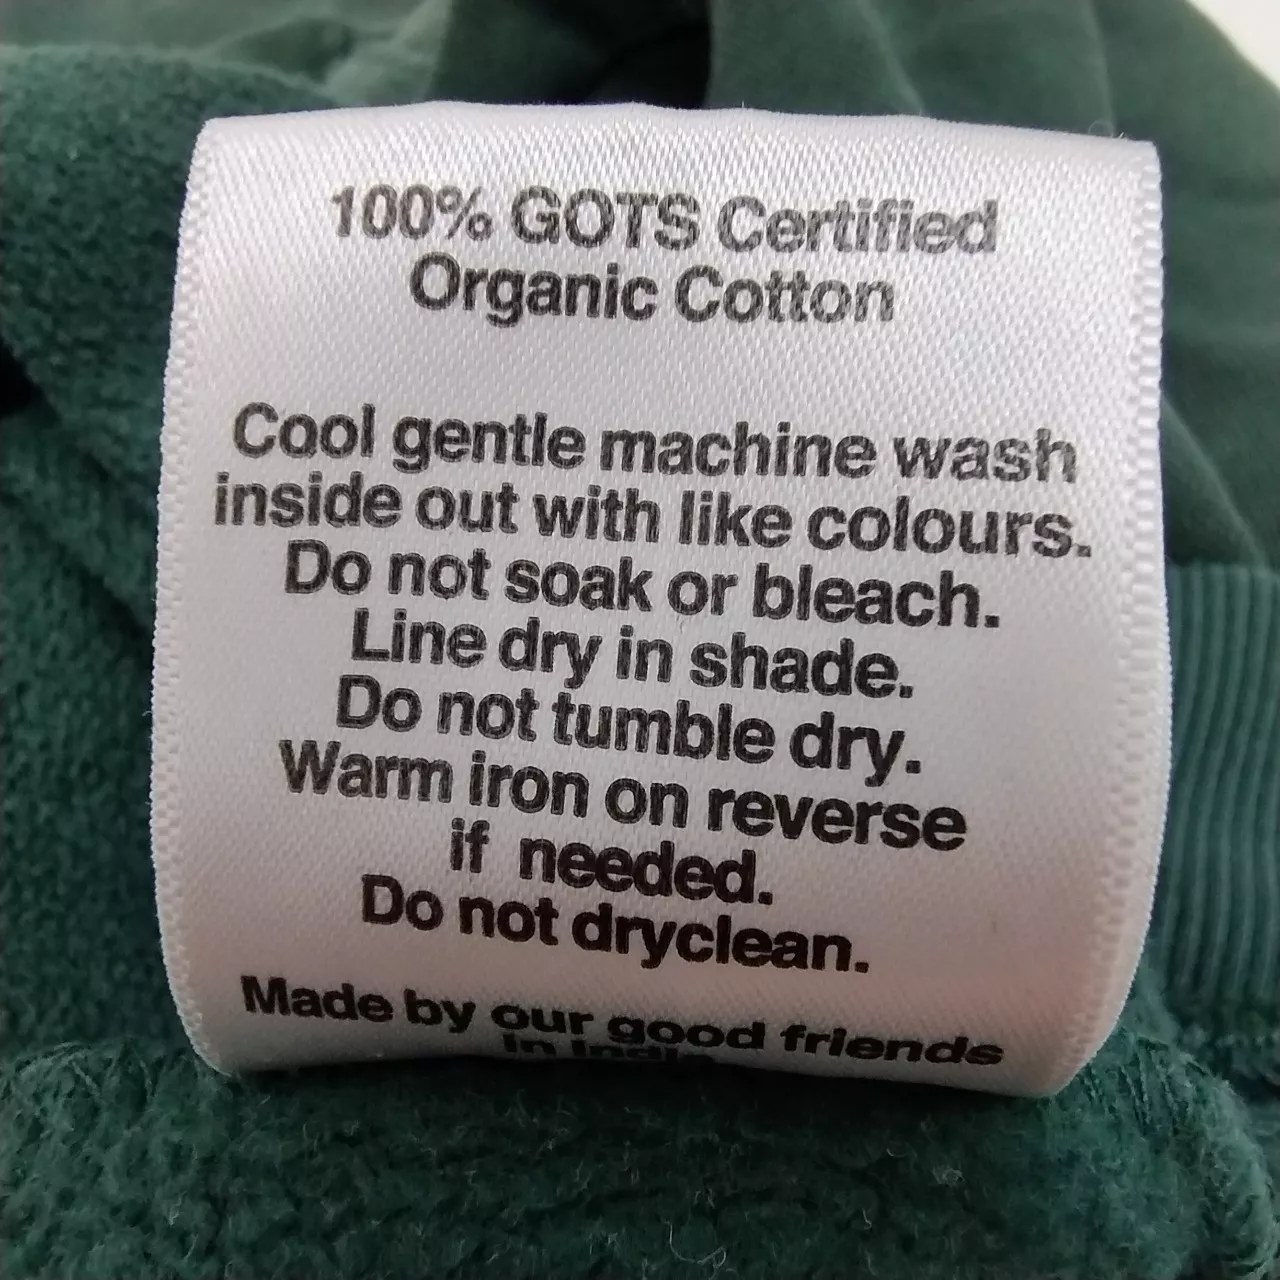 100% GOTS Certified
Organic Cotton
Cool gentle machine wash
inside out with like colours.
Do not soak or bleach.
Line dry in shade.
Do not tumble dry.
Warm iron on reverse
if needed.
Do not dryclean.
Made by our good friends
in India